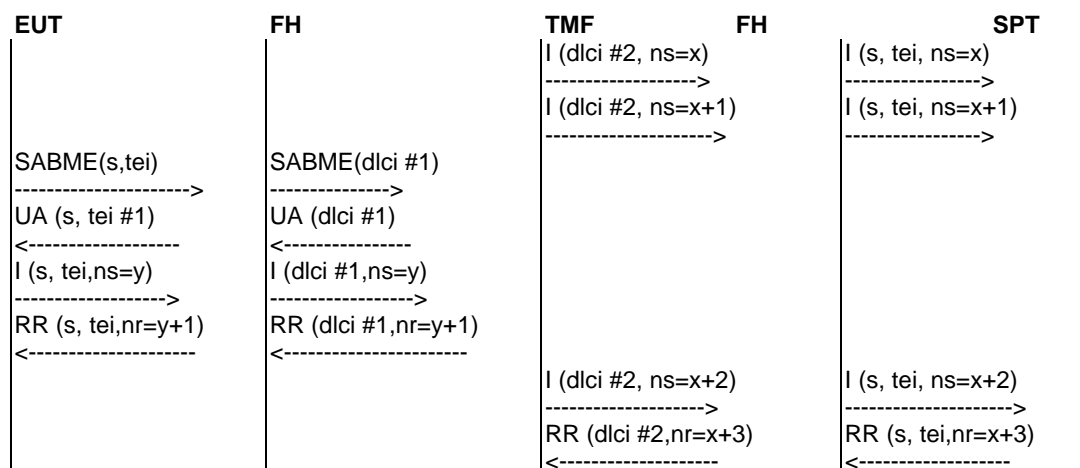 EUT FH TMF FH SPT
I (dlci #2, ns=x) I (s, tei, ns=x)
-------------------> ----------------->
I (dlci #2, ns=x+1) I (s, tei, ns=x+1)
---------------------> ----------------->
SABME(s,tei) SABME(dlci #1)
----------------------> --------------->
UA (s, tei #1) UA (dlci #1)
<------------------- <----------------
I (s, tei,ns=y) I (dlci #1,ns=y)
-------------------> ------------------>
RR (s, tei,nr=y+1) RR (dlci #1,nr=y+1)
<--------------------- <-----------------------
I (dlci #2, ns=x+2) I (s, tei, ns=x+2)
--------------------> --------------------->
RR (dlci #2,nr=x+3) RR (s, tei,nr=x+3)
<-------------------- <-------------------